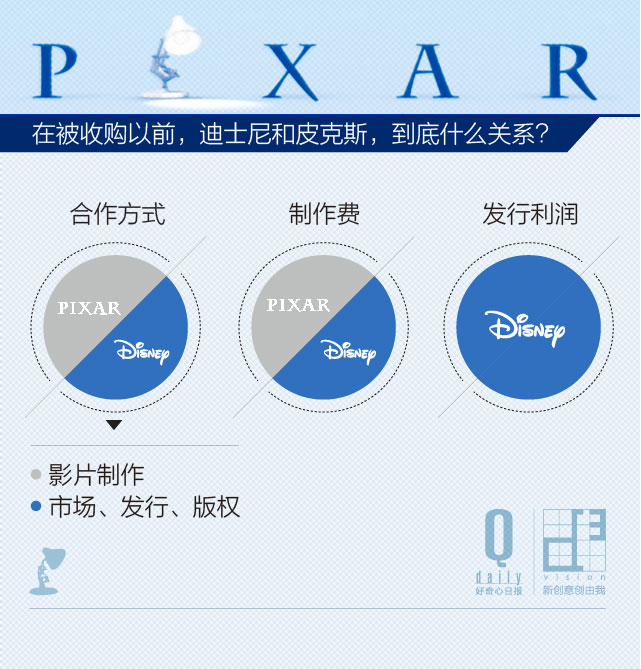 PIXAR
在被收购以前，迪士尼和皮克斯，到底什么关系？
合作方式
制作费
发行利润
PIXAR
DISNEY
PIXAR
DISNEY
DISNEY
影片制作
市场、发行、版权
Q
daily
好奇心日报
d3
vision
新创意创由我